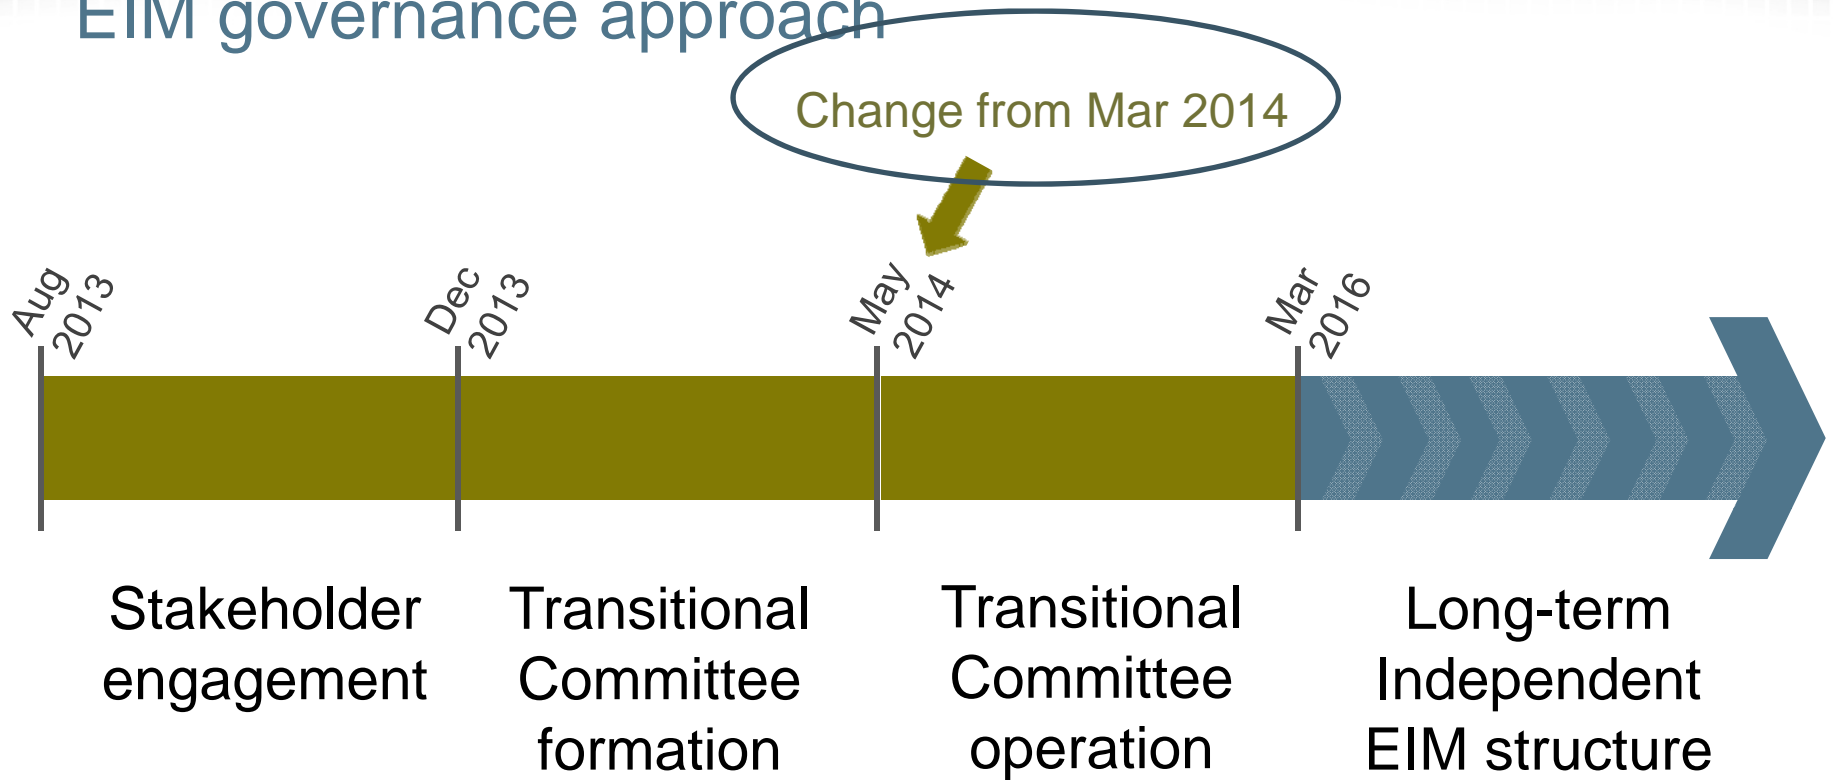 EIM governance approach
Change from Mar 2014
Aug
2013
Dec
2013
May
2014
Mar
2016
Stakeholder
engagement
Transitional
Committee
formation
Transitional
Committee
operation
Long-term
Independent
EIM structure